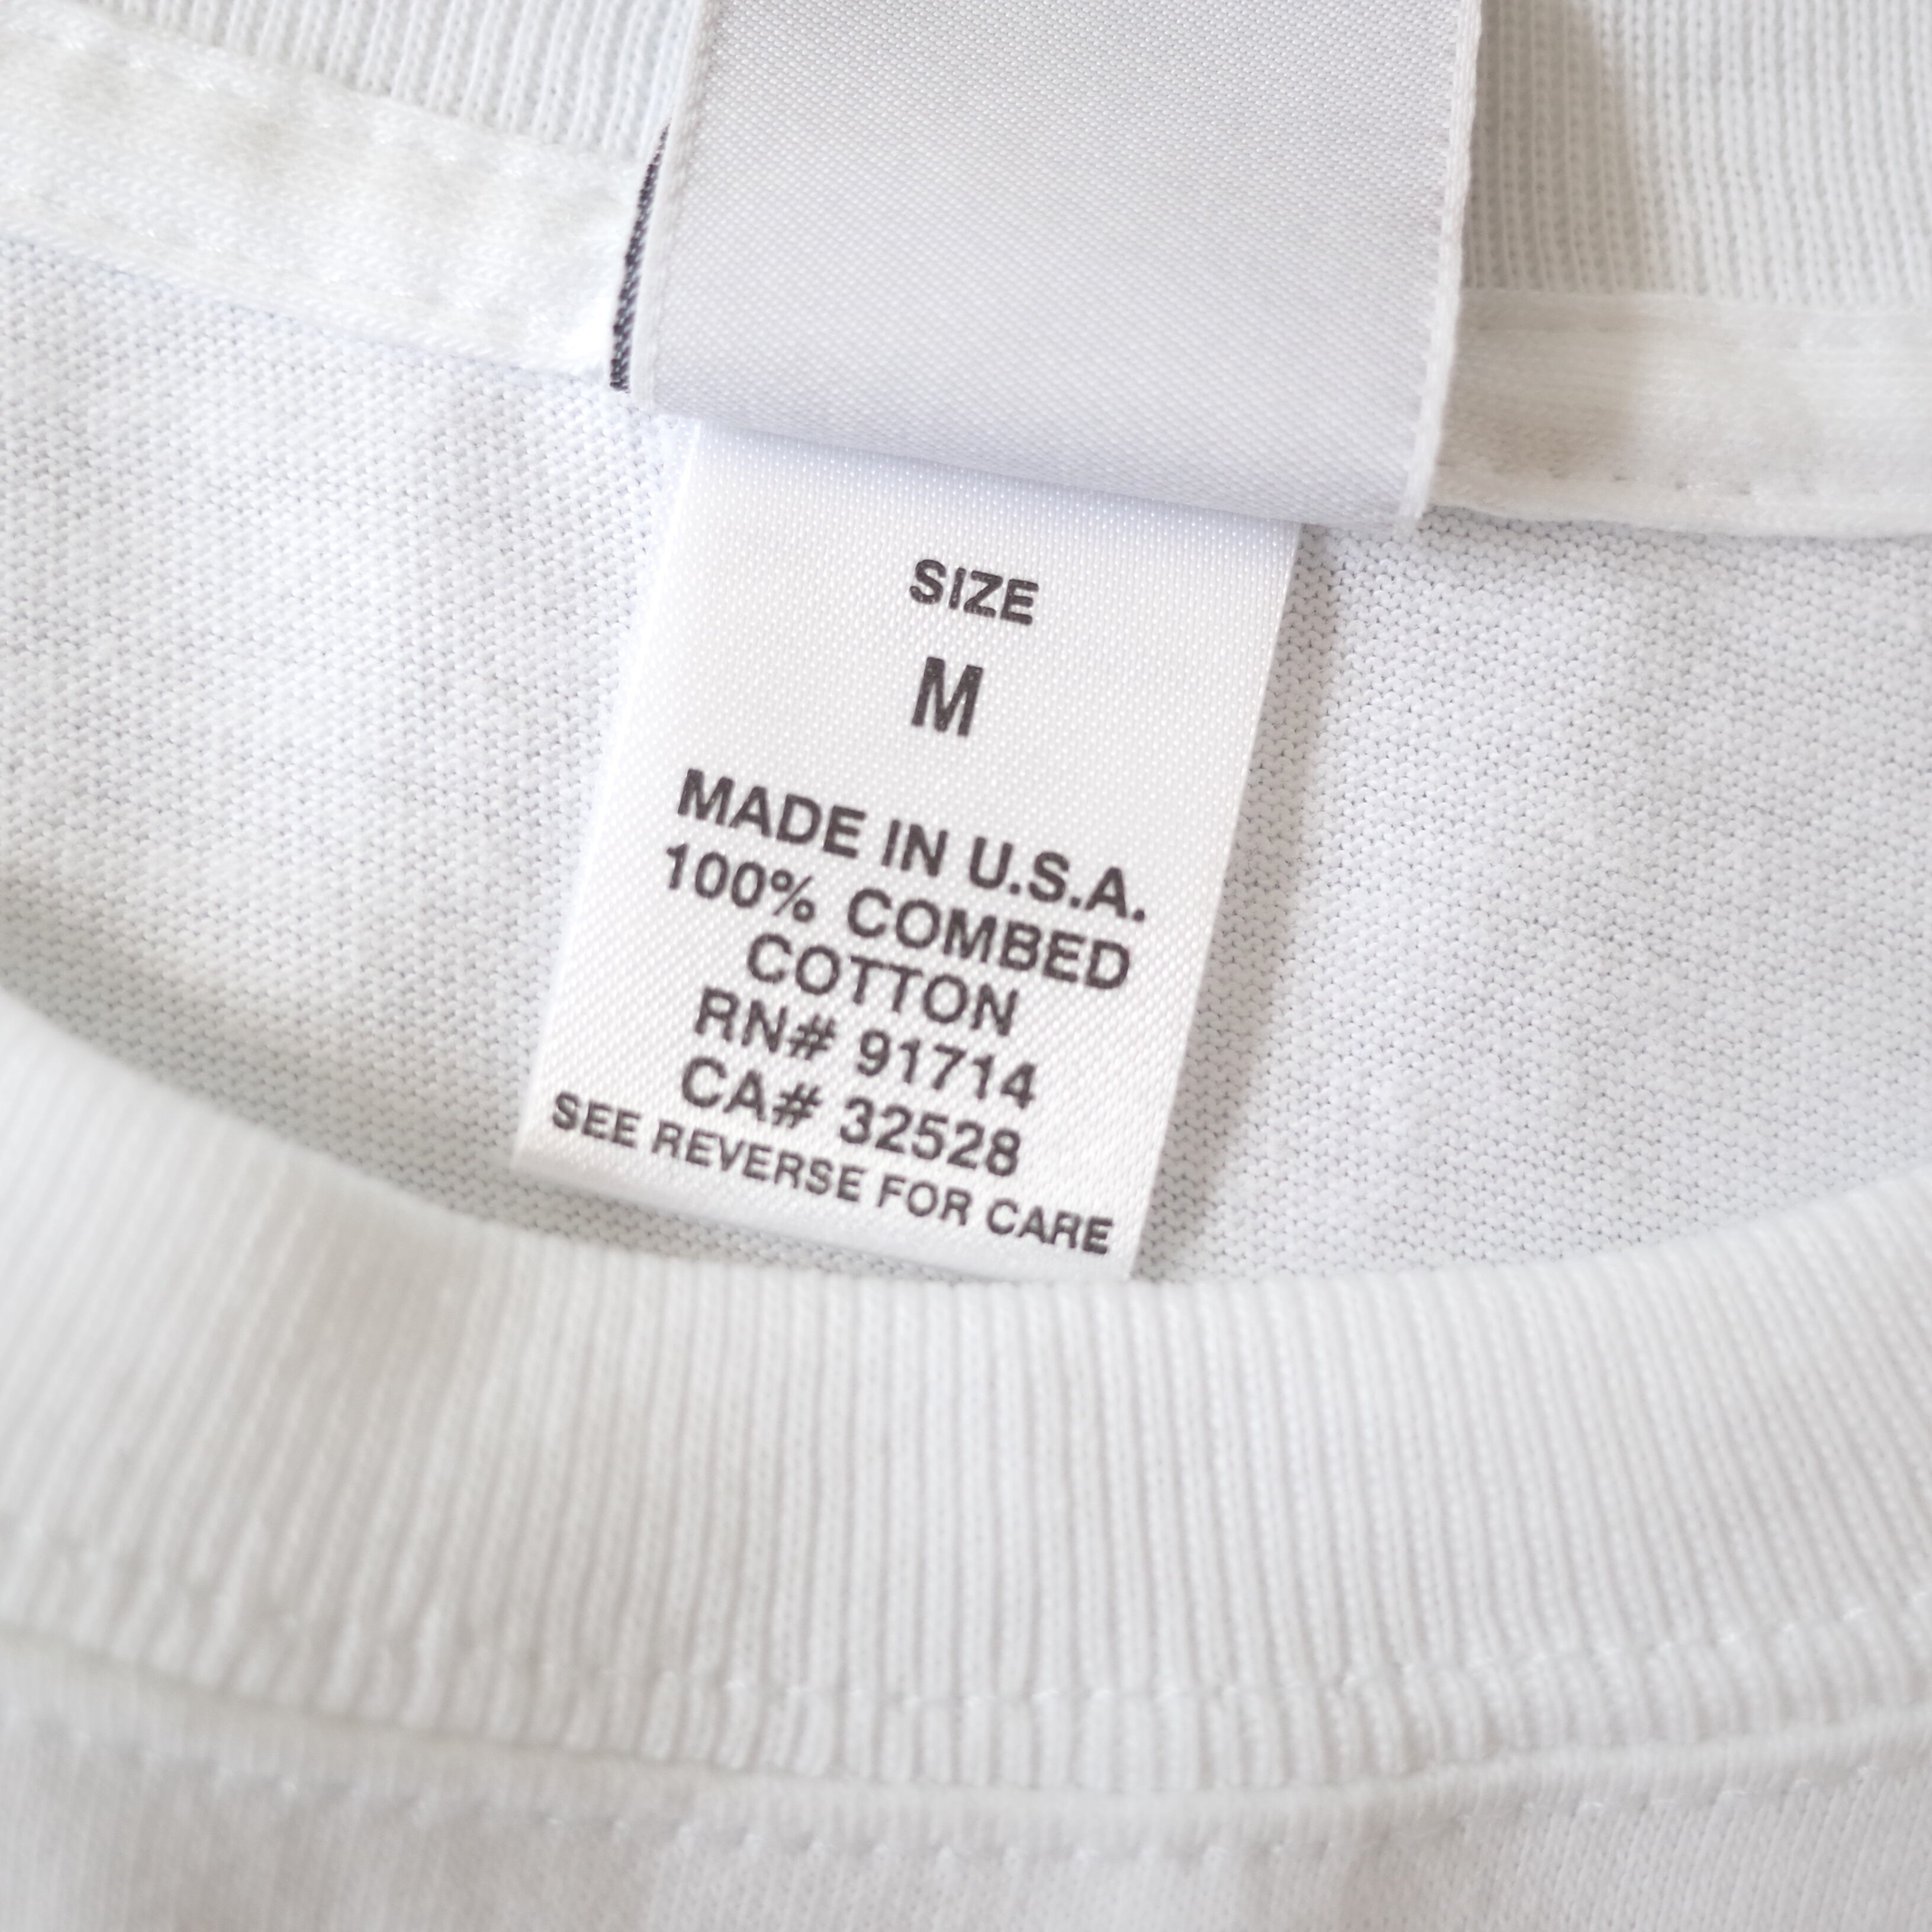 SIZE
M
MADE IN U.S.A.
100% COMBED
COTTON
RN# 91714
CA# 32528
SEE REVERSE FOR CARE